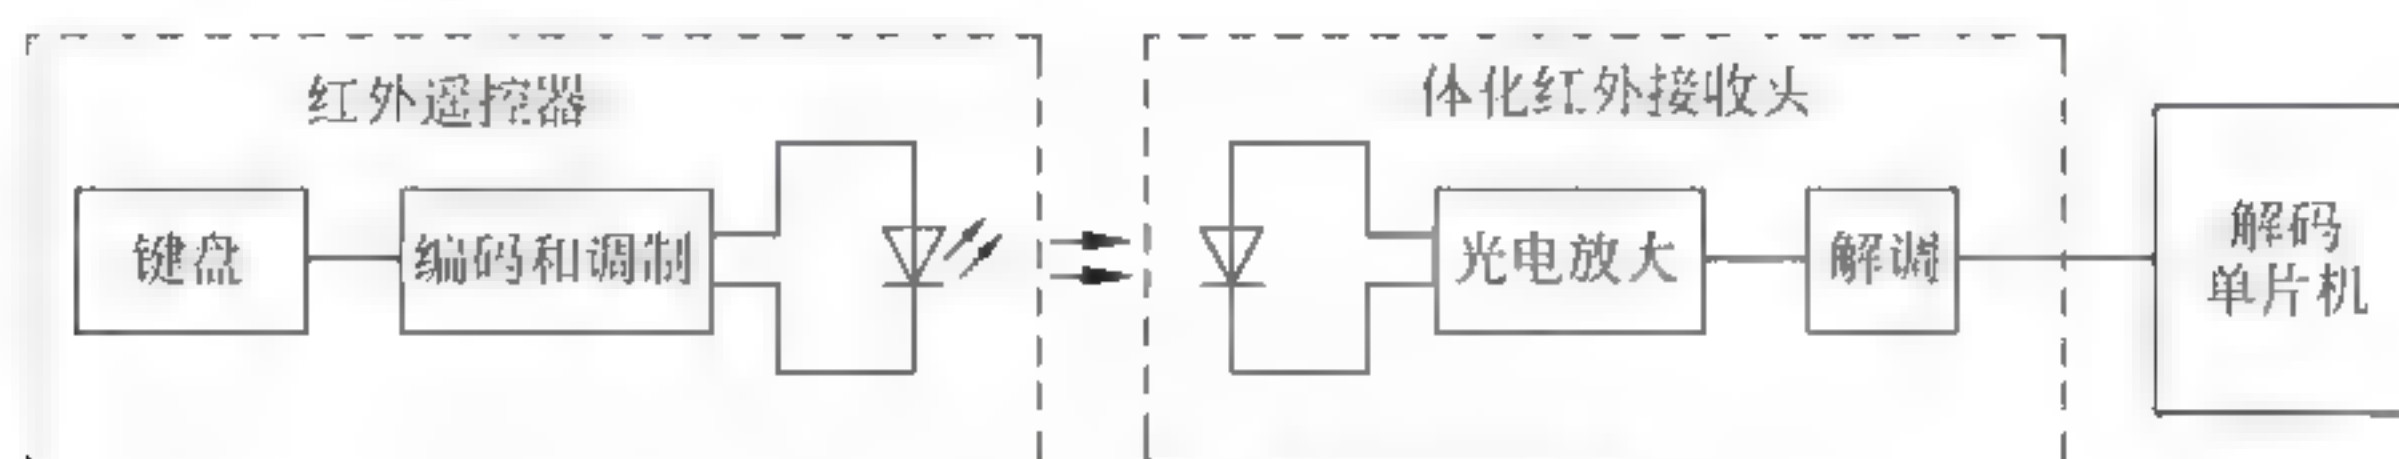 红外遥控器
体化红外接收头
键盘
编码和调制
光电放大
解调
解码
单片机